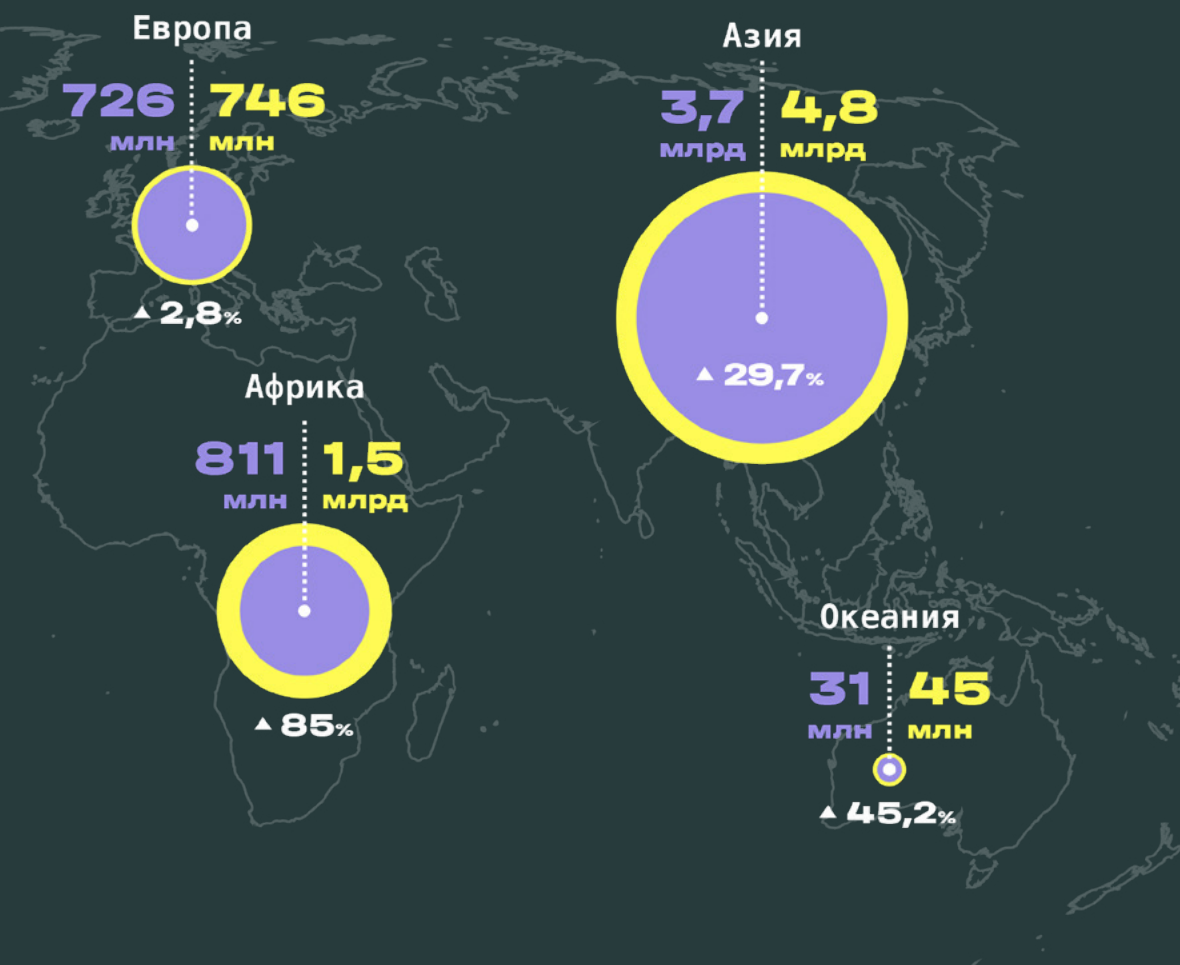 Европа
726 746
млн млн
▲ 2,8%
Азия
3,7 4,8
млрд млрд
▲ 29,7%
Африка
811 1,5
млн млрд
▲ 85%
Океания
31 45
млн млн
▲ 45,2%